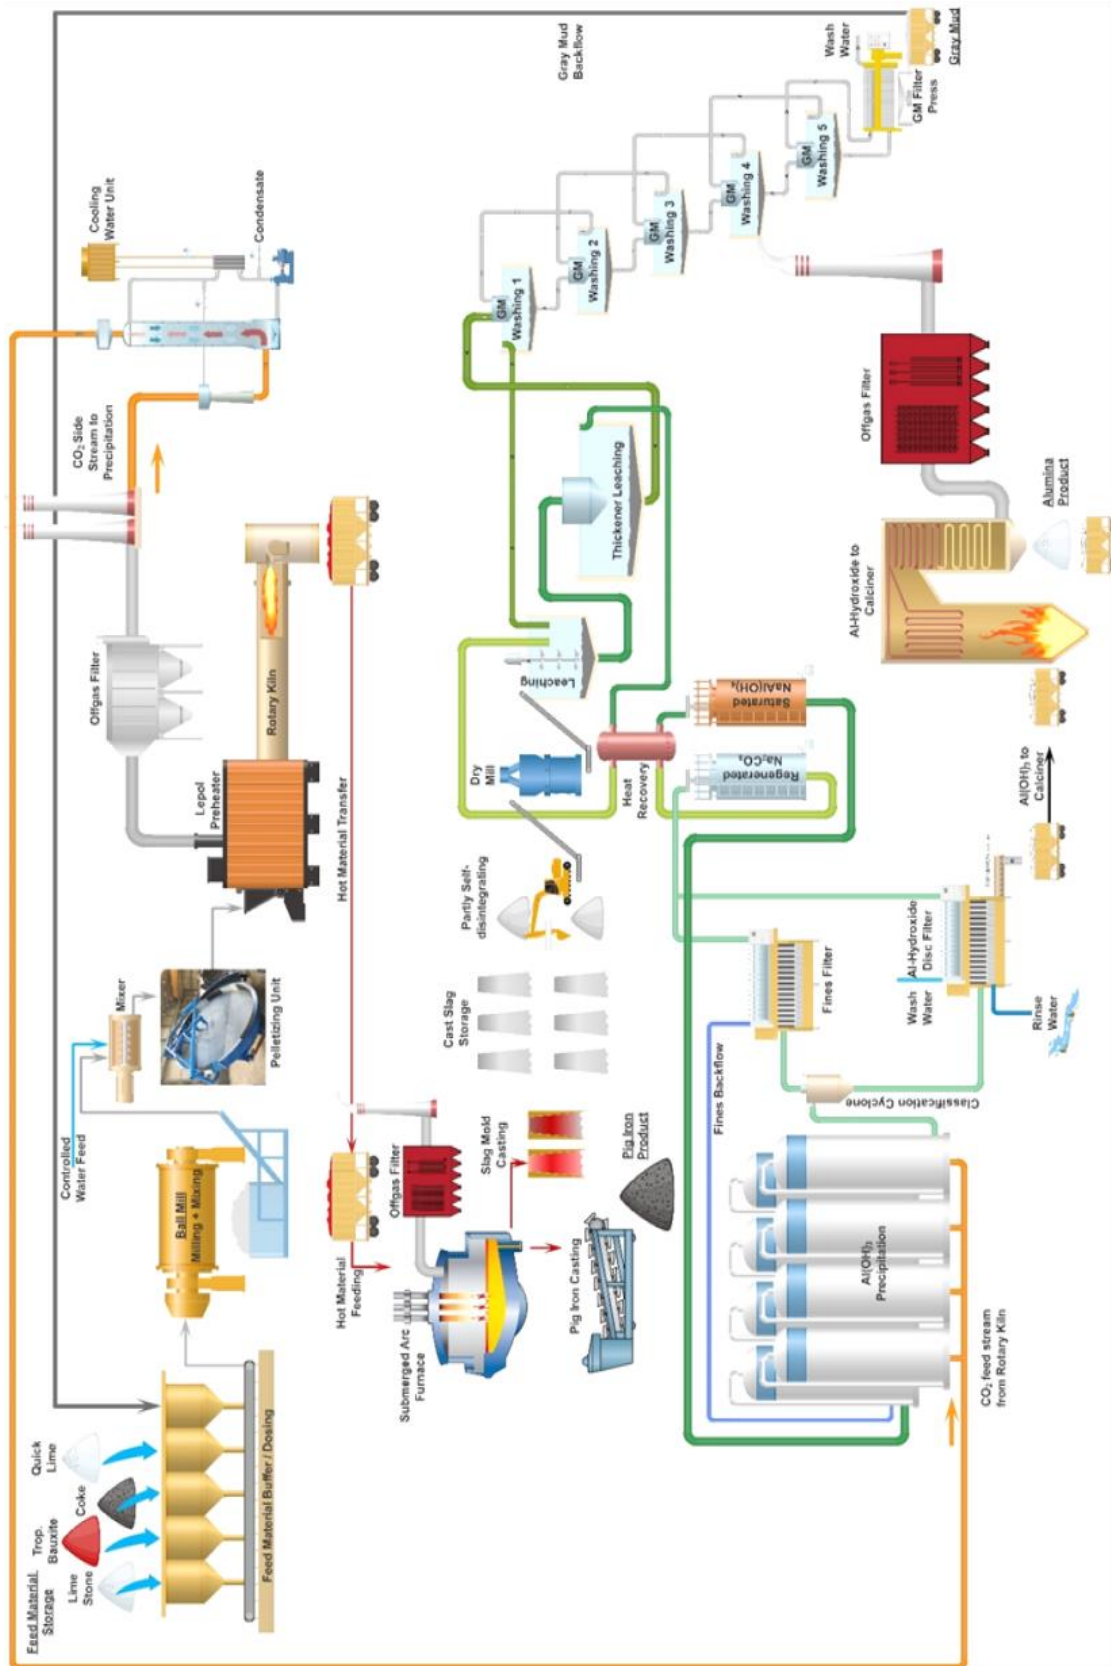 Feed Material
Storage
Lime
Stone
Trop.
Bauxite
Coke
Quick
Lime
Feed Material Buffer / Dosing
Controlled
Water Feed
Ball Mill
Milling + Mixing
Mixer
Pelletizing Unit
Lepol
Preheater
Offgas Filter
Rotary Kiln
CO₂ Side
Stream to
Precipitation
Cooling
Water Unit
Condensate
Hot Material Transfer
Hot Material
Feeding
Submerged Arc
Furnace
Offgas Filter
Slag Mold
Casting
Pig Iron Casting
Pig Iron
Product
Cast Slag
Storage
Partly Self-
disintegrating
Dry
Mill
Leaching
Heat
Recovery
Thickener Leaching
GM
Washing 1
GM
Washing 2
GM
Washing 3
GM
Washing 4
GM
Washing 5
Gray Mud
Backflow
Wash
Water
GM Filter
Press
Gray Mud
Regenerated
Na₂CO₃
Saturated
NaAl(OH)₄
Fines Backflow
Fines Filter
Classification Cyclone
Al(OH)₃
Precipitation
CO₂ feed stream
from Rotary Kiln
Wash
Water
Al-Hydroxide
Disc Filter
Rinse
Water
Al(OH)₃ to
Calciner
Al-Hydroxide to
Calciner
Alumina
Product
Offgas Filter